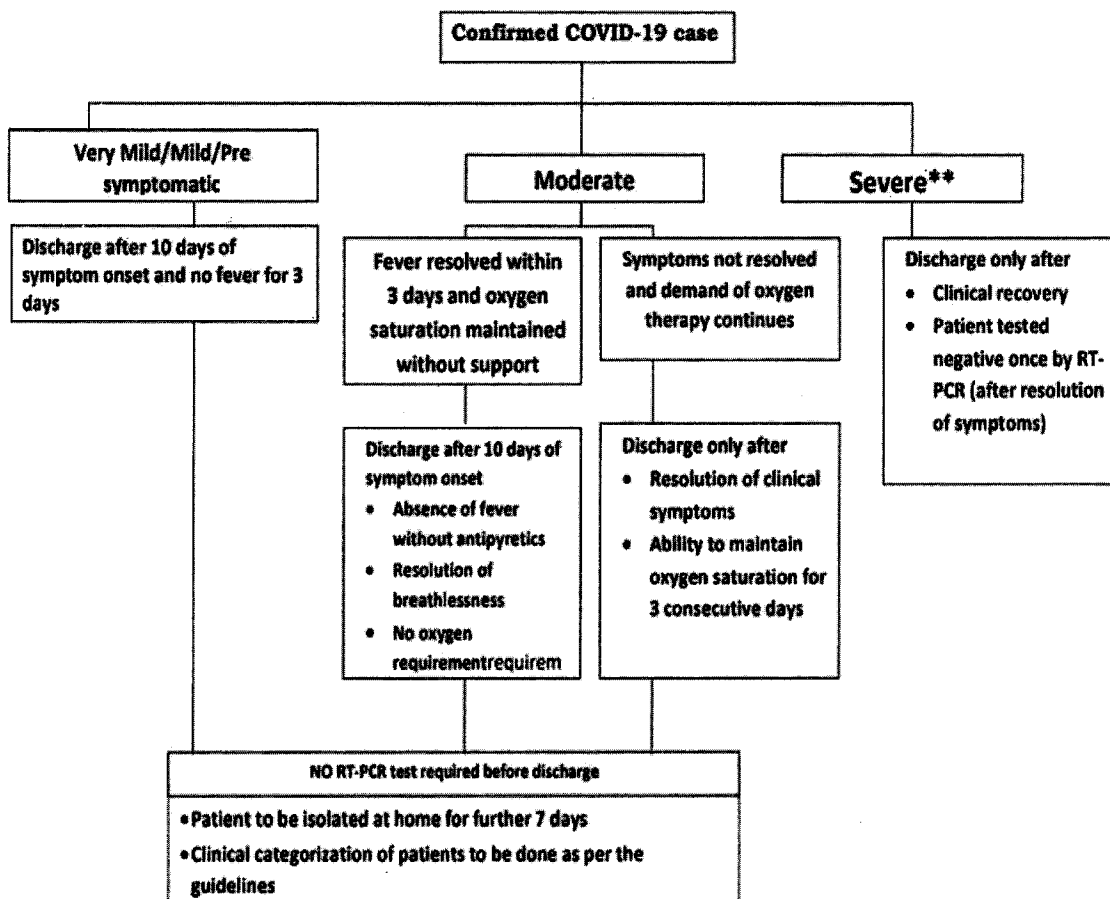 Confirmed COVID-19 case
Very Mild/Mild/Pre
symptomatic
Moderate
Severe**
Discharge after 10 days of
symptom onset and no fever for 3
days
Fever resolved within
3 days and oxygen
saturation maintained
without support
Symptoms not resolved
and demand of oxygen
therapy continues
Discharge only after
• Clinical recovery
• Patient tested
negative once by RT-
PCR (after resolution
of symptoms)
Discharge after 10 days of
symptom onset
• Absence of fever
without antipyretics
• Resolution of
breathlessness
• No oxygen
requirementrequirem
Discharge only after
• Resolution of clinical
symptoms
• Ability to maintain
oxygen saturation for
3 consecutive days
NO RT-PCR test required before discharge
•Patient to be isolated at home for further 7 days
•Clinical categorization of patients to be done as per the
guidelines